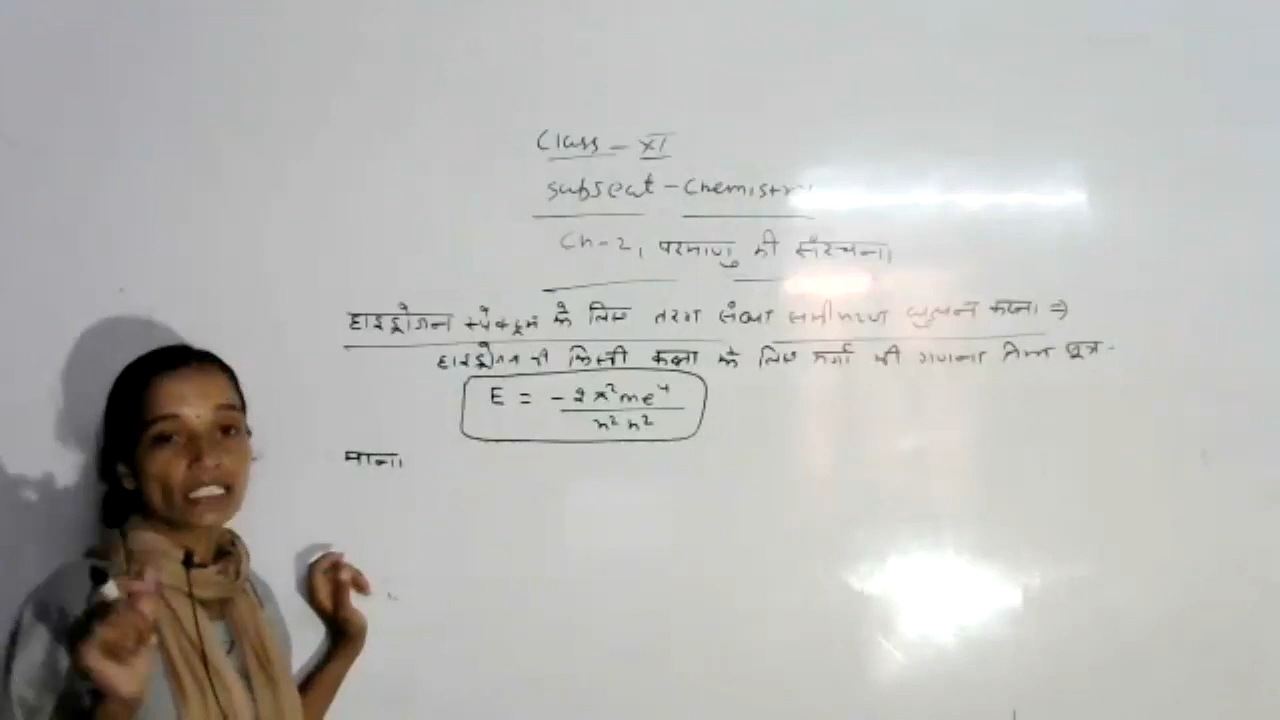 Class - XI
subseat - Chemistry
Ch-2, परमाणु की संरचना
हाइड्रोजन स्पेक्ट्रम के लिए तरंग संख्या समीकरण व्युत्पन्न करना ⇒
हाइड्रोजन की किसी कक्षा के लिए ऊर्जा की गणना निम्न सूत्र-
E = - 2π²me⁴ / n²h²
माना